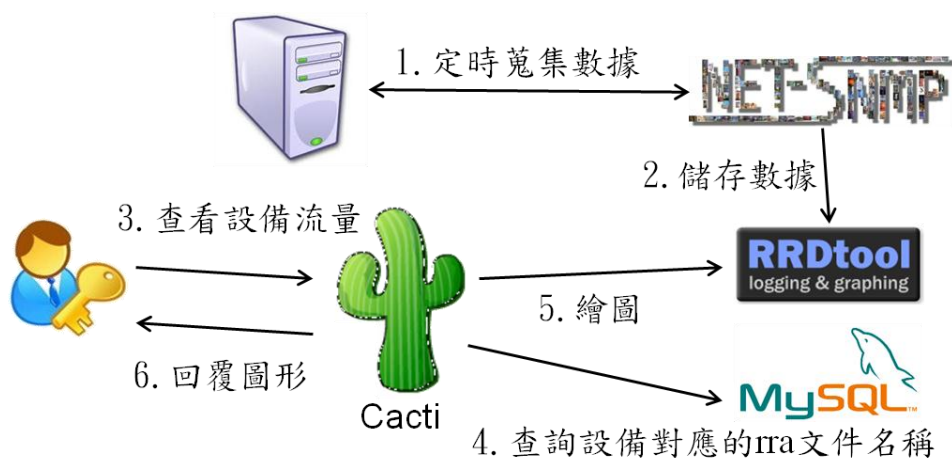 1. 定時蒐集數據
NET-SNMP
2. 儲存數據
3. 查看設備流量
RRDtool
logging & graphing
5. 繪圖
6. 回覆圖形
MySQL™
Cacti
4. 查詢設備對應的rra文件名稱